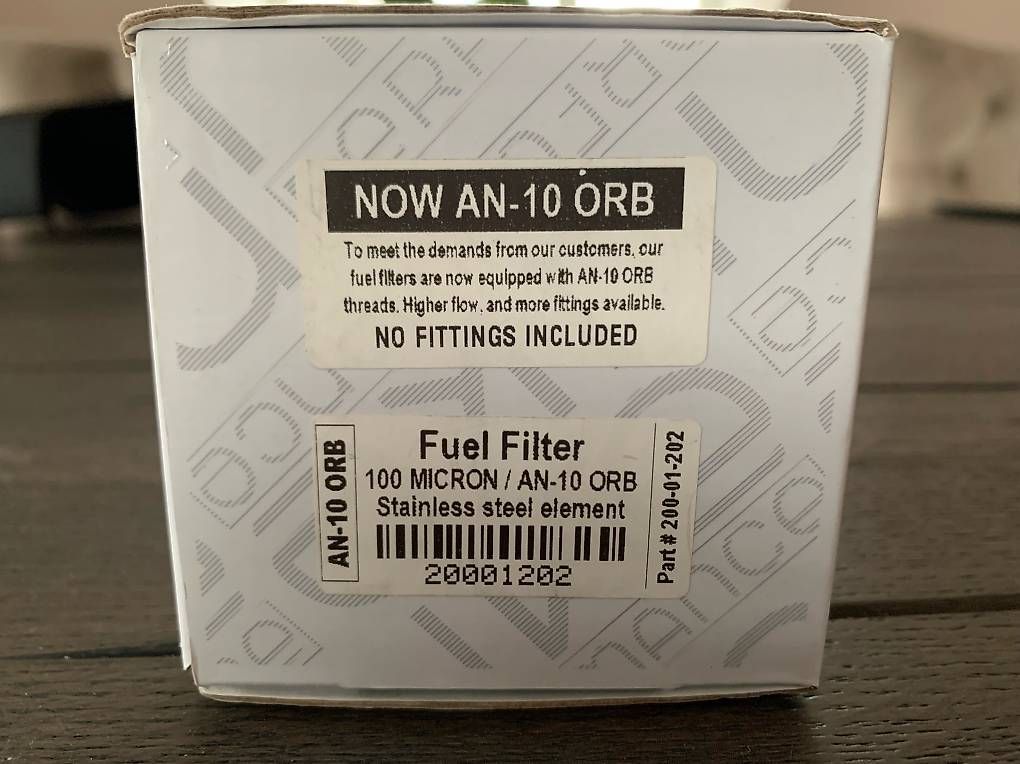 NOW AN-10 ORB
To meet the demands from our customers, our
fuel filters are now equipped with AN-10 ORB
threads. Higher flow, and more fittings available.
NO FITTINGS INCLUDED
AN-10 ORB
Fuel Filter
100 MICRON / AN-10 ORB
Stainless steel element
20001202
Part # 200-01-202